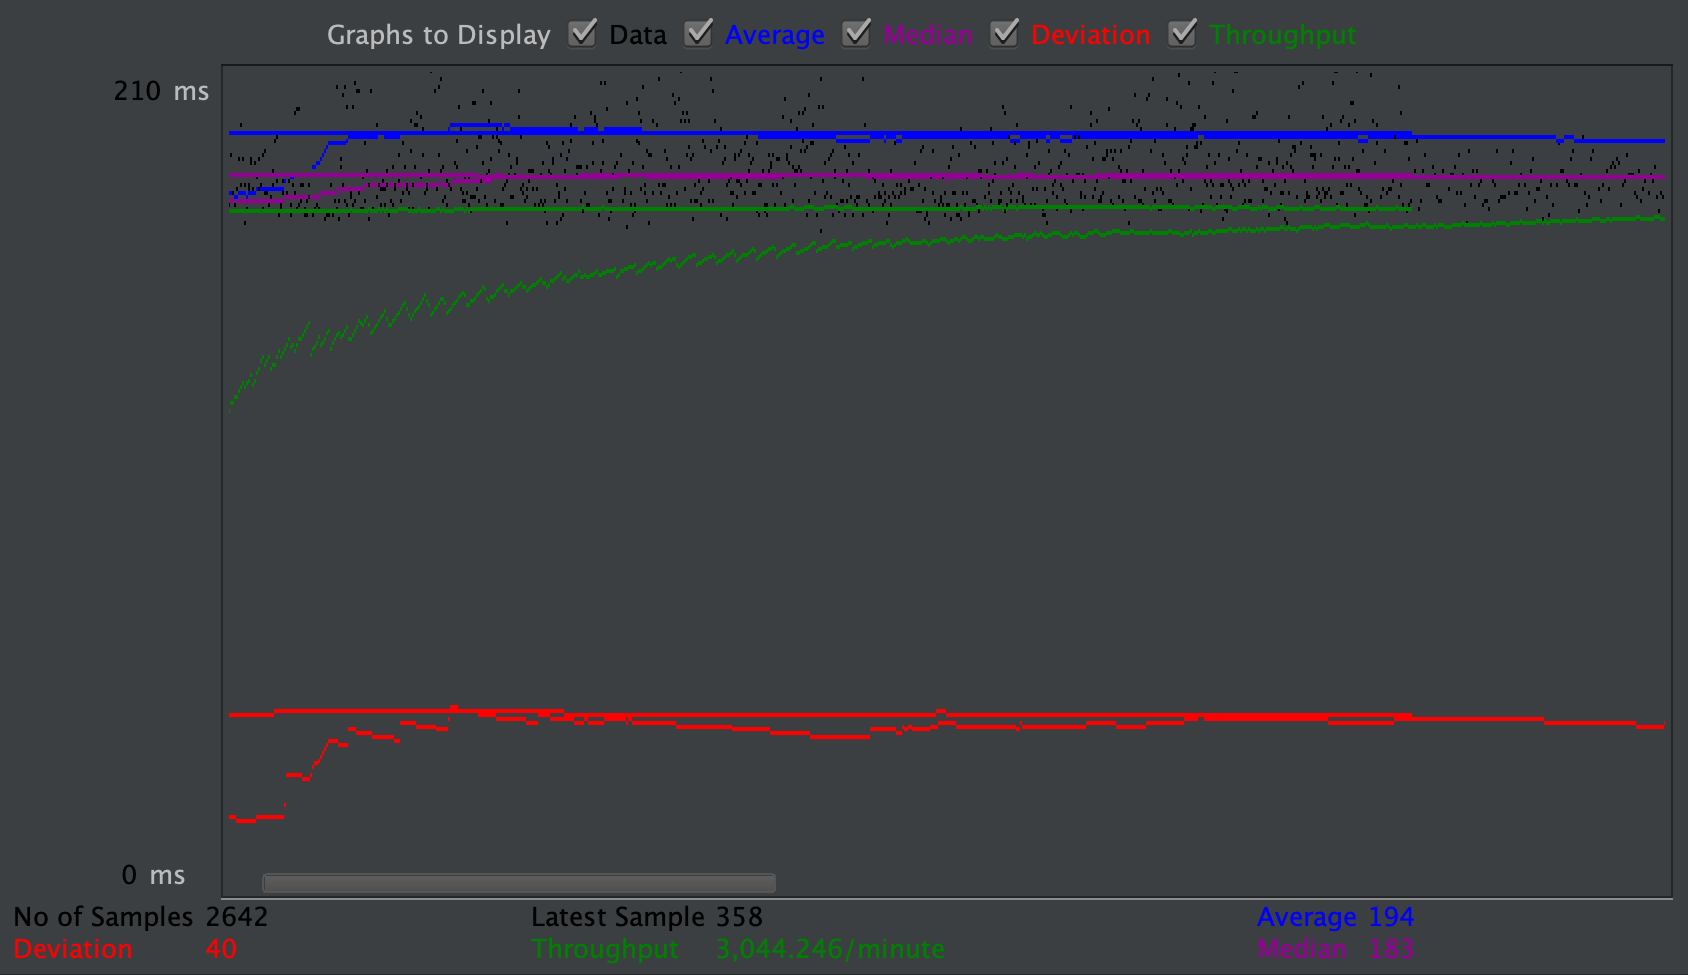 Graphs to Display Data Average Median Deviation Throughput
210 ms
0 ms
No of Samples 2642 Latest Sample 358 Average 194
Deviation 40 Throughput 3,044.246/minute Median 183